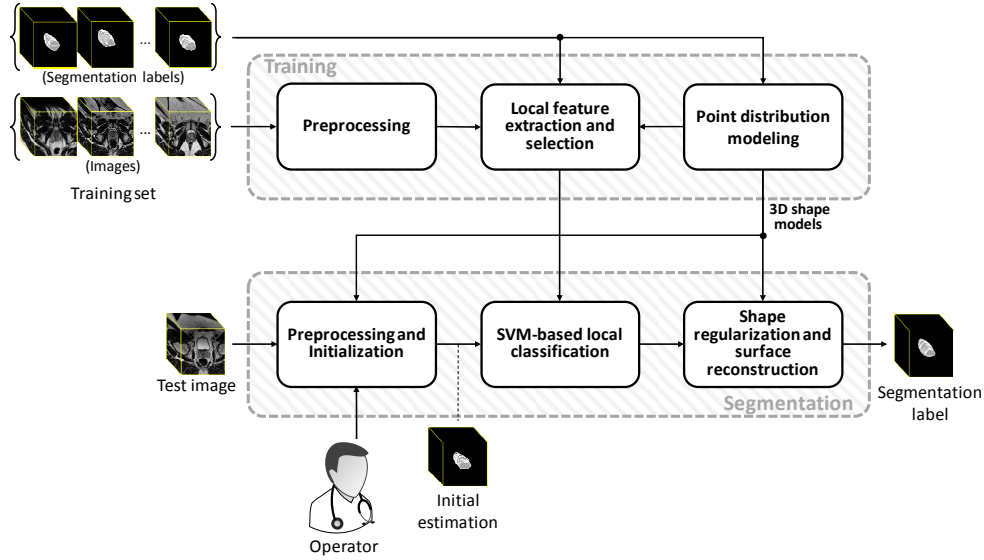 ...
(Segmentation labels)
...
(Images)
Training set
Training
Preprocessing
Local feature
extraction and
selection
Point distribution
modeling
3D shape
models
Test image
Preprocessing and
Initialization
SVM-based local
classification
Shape
regularization and
surface
reconstruction
Segmentation
Segmentation
label
Operator
Initial
estimation